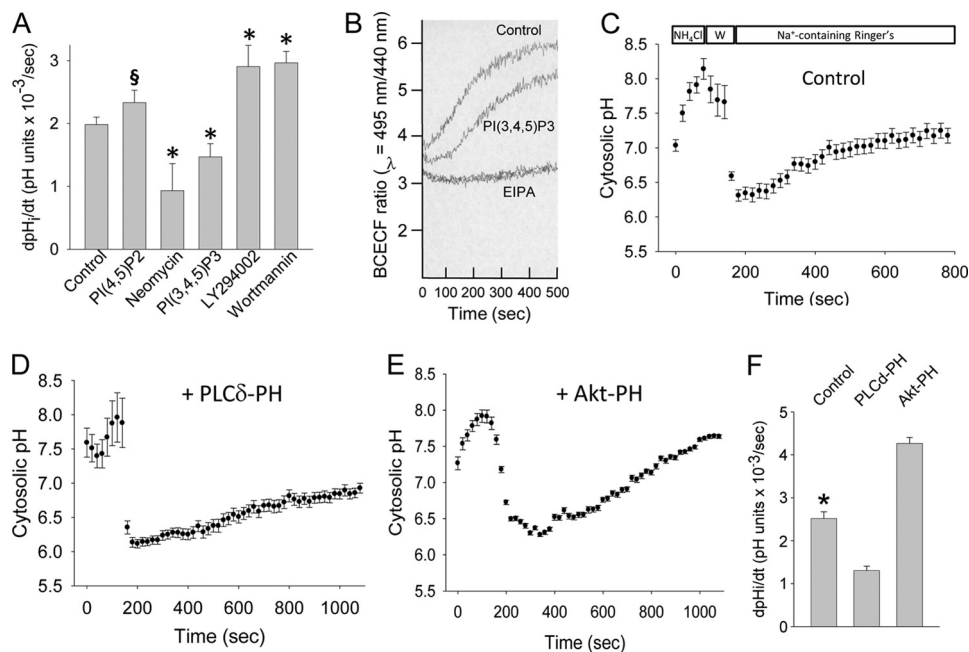 A
dpHi/dt (pH units x 10-3/sec)
3
2
1
0
§
*
*
*
*
Control
PI(4,5)P2
Neomycin
PI(3,4,5)P3
LY294002
Wortmannin
B
BCECF ratio (λ = 495 nm/440 nm)
6
5
4
3
2
Control
PI(3,4,5)P3
EIPA
0 100 200 300 400 500
Time (sec)
C
NH4Cl W Na+-containing Ringer's
Control
Cytosolic pH
8.5
8.0
7.5
7.0
6.5
6.0
5.5
0 200 400 600 800
Time (sec)
D
+ PLCδ-PH
Cytosolic pH
8.5
8.0
7.5
7.0
6.5
6.0
5.5
0 200 400 600 800 1000
Time (sec)
E
+ Akt-PH
Cytosolic pH
8.5
8.0
7.5
7.0
6.5
6.0
5.5
0 200 400 600 800 1000
Time (sec)
F
Control
PLCd-PH
Akt-PH
*
dpHi/dt (pH units x 10-3/sec)
5
4
3
2
1
0